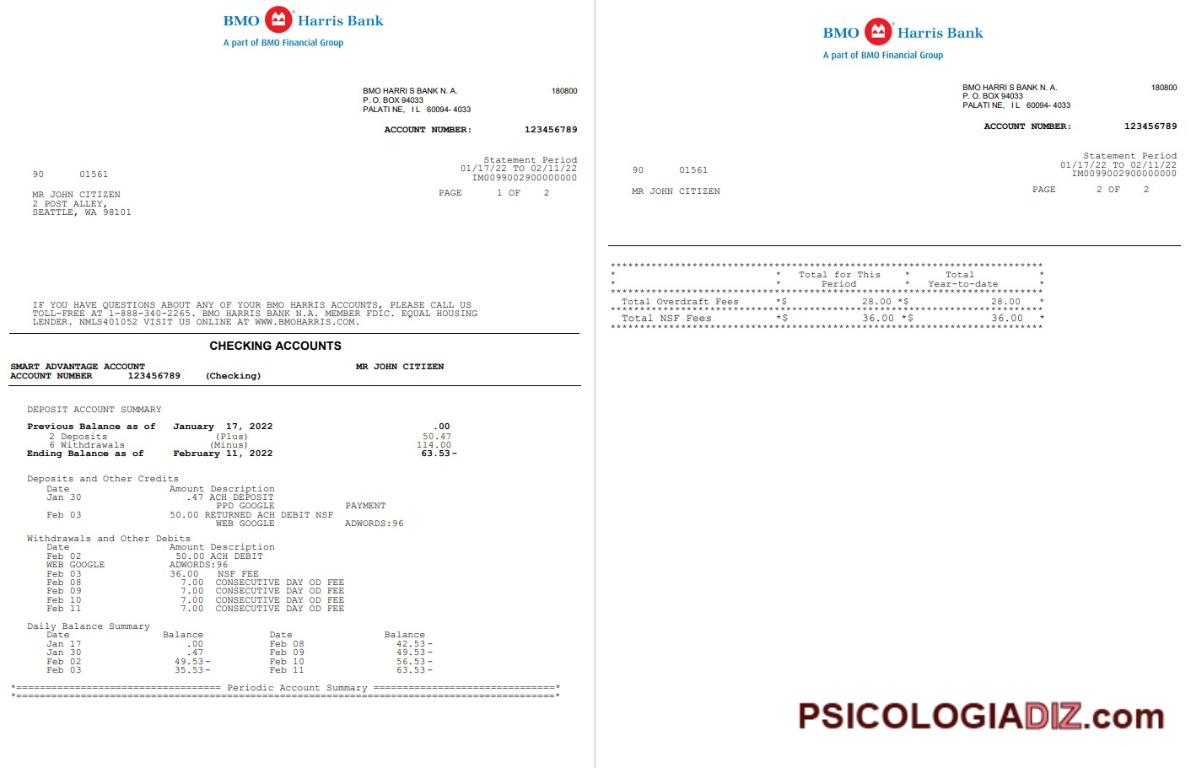 BMO Harris Bank
A part of BMO Financial Group
BMO HARRI S BANK N. A. 180800
P. O. BOX 94033
PALATI NE, I L 60094- 4033
ACCOUNT NUMBER: 123456789
Statement Period
01/17/22 TO 02/11/22
90 01561 IM0099002900000000
MR JOHN CITIZEN PAGE 1 OF 2
2 POST ALLEY,
SEATTLE, WA 98101
IF YOU HAVE QUESTIONS ABOUT ANY OF YOUR BMO HARRIS ACCOUNTS, PLEASE CALL US
TOLL-FREE AT 1-888-340-2265. BMO HARRIS BANK N.A. MEMBER FDIC. EQUAL HOUSING
LENDER. NMLS401052 VISIT US ONLINE AT WWW.BMOHARRIS.COM.
CHECKING ACCOUNTS
SMART ADVANTAGE ACCOUNT MR JOHN CITIZEN
ACCOUNT NUMBER 123456789 (Checking)
DEPOSIT ACCOUNT SUMMARY
Previous Balance as of January 17, 2022 .00
2 Deposits (Plus) 50.47
6 Withdrawals (Minus) 114.00
Ending Balance as of February 11, 2022 63.53-
Deposits and Other Credits
Date Amount Description
Jan 30 .47 ACH DEPOSIT
PPD GOOGLE PAYMENT
Feb 03 50.00 RETURNED ACH DEBIT NSF
WEB GOOGLE ADWORDS:96
Withdrawals and Other Debits
Date Amount Description
Feb 02 50.00 ACH DEBIT
WEB GOOGLE ADWORDS:96
Feb 03 36.00 NSF FEE
Feb 08 7.00 CONSECUTIVE DAY OD FEE
Feb 09 7.00 CONSECUTIVE DAY OD FEE
Feb 10 7.00 CONSECUTIVE DAY OD FEE
Feb 11 7.00 CONSECUTIVE DAY OD FEE
Daily Balance Summary
Date Balance Date Balance
Jan 17 .00 Feb 08 42.53-
Jan 30 .47 Feb 09 49.53-
Feb 02 49.53- Feb 10 56.53-
Feb 03 35.53- Feb 11 63.53-
Periodic Account Summary
BMO Harris Bank
A part of BMO Financial Group
BMO HARRI S BANK N. A. 180800
P. O. BOX 94033
PALATI NE, I L 60094- 4033
ACCOUNT NUMBER: 123456789
Statement Period
01/17/22 TO 02/11/22
90 01561 IM0099002900000000
MR JOHN CITIZEN PAGE 2 OF 2
* * Total for This * Total *
* * Period * Year-to-date *
Total Overdraft Fees *$ 28.00 *$ 28.00 *
Total NSF Fees *$ 36.00 *$ 36.00 *
PSICOLOGIADIZ.com